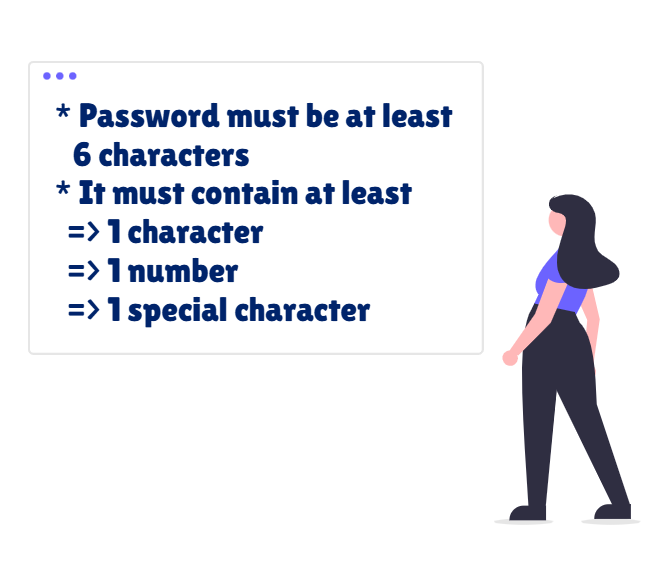 * Password must be at least
6 characters
* It must contain at least
=> 1 character
=> 1 number
=> 1 special character